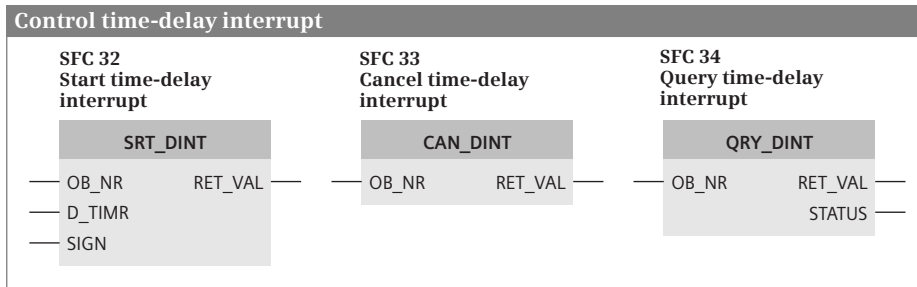 Control time-delay interrupt
SFC 32
Start time-delay
interrupt
SRT_DINT
OB_NR RET_VAL
D_TIMR
SIGN
SFC 33
Cancel time-delay
interrupt
CAN_DINT
OB_NR RET_VAL
SFC 34
Query time-delay
interrupt
QRY_DINT
OB_NR RET_VAL
STATUS